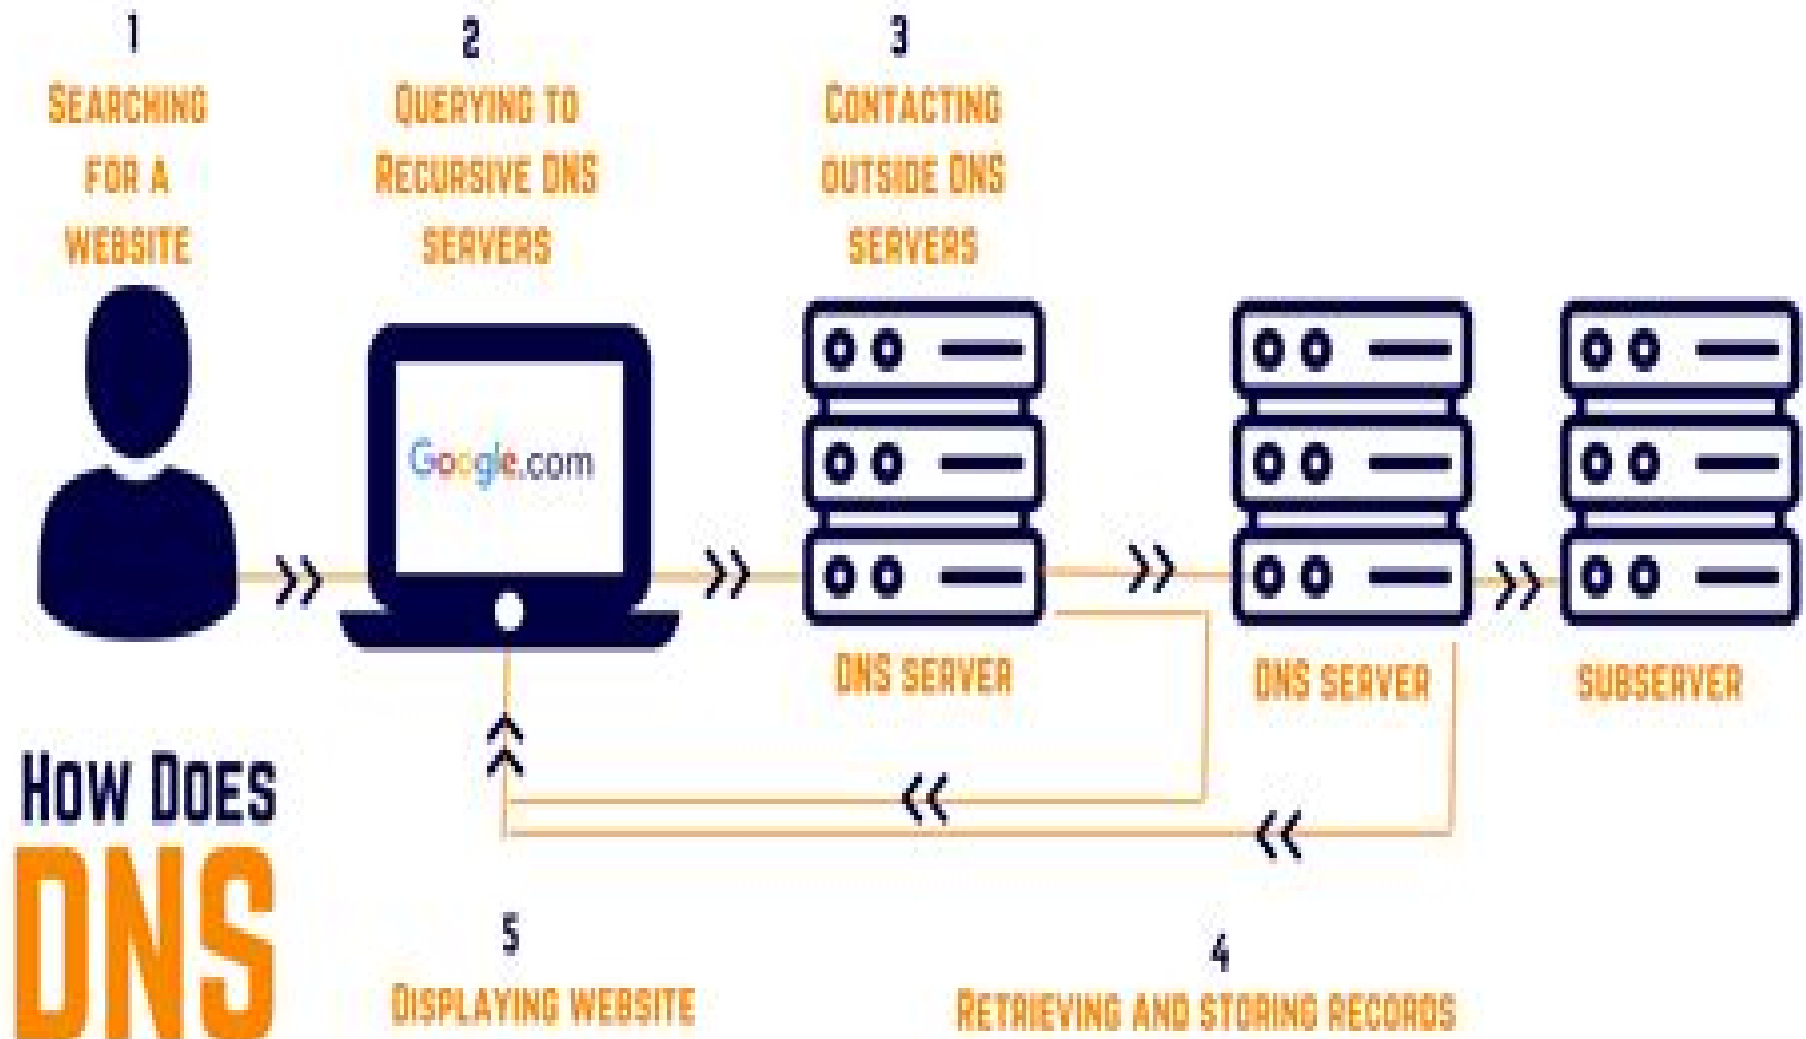 1
SEARCHING
FOR A
WEBSITE
2
QUERYING TO
RECURSIVE DNS
SERVERS
3
CONTACTING
OUTSIDE DNS
SERVERS
Google.com
DNS SERVER
DNS SERVER
SUBSERVER
HOW DOES
DNS
5
DISPLAYING WEBSITE
4
RETRIEVING AND STORING RECORDS